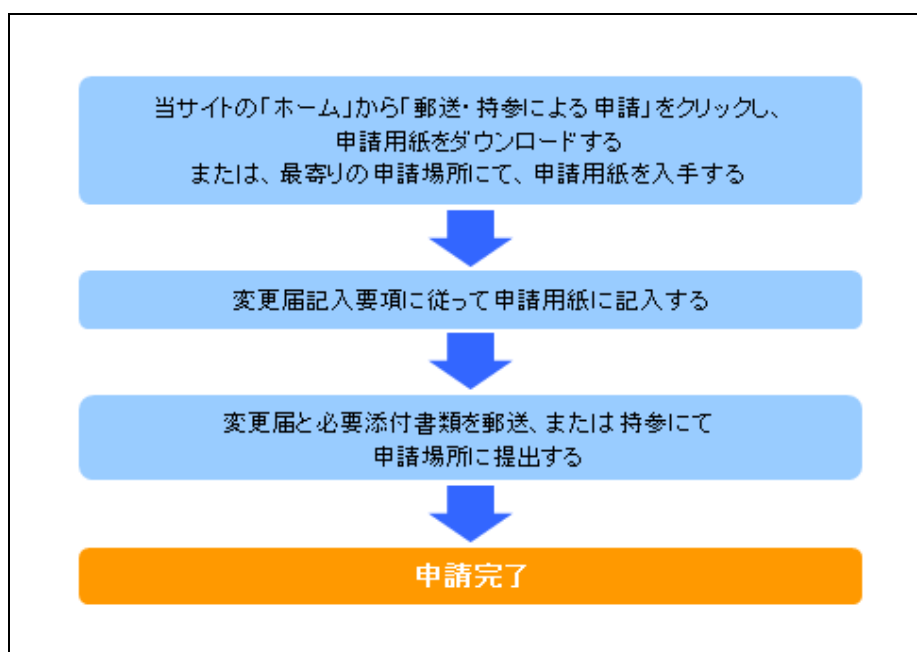 当サイトの「ホーム」から「郵送・持参による申請」をクリックし、
申請用紙をダウンロードする
または、最寄りの申請場所にて、申請用紙を入手する
変更届記入要項に従って申請用紙に記入する
変更届と必要添付書類を郵送、または持参にて
申請場所に提出する
申請完了